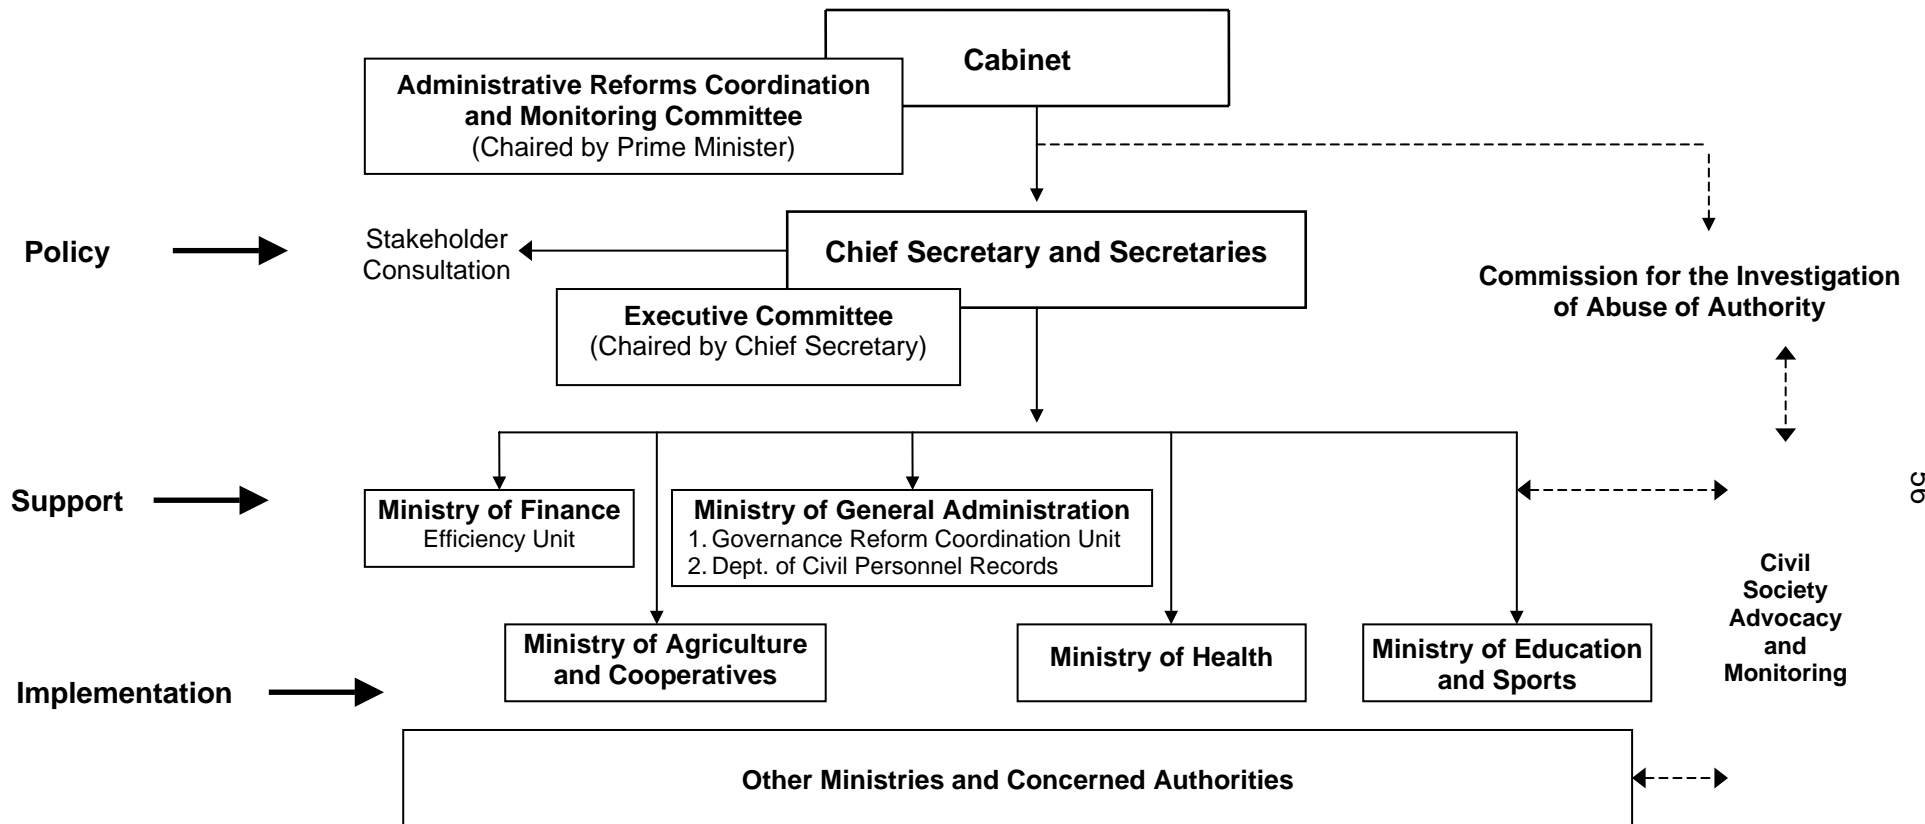 Cabinet
Administrative Reforms Coordination
and Monitoring Committee
(Chaired by Prime Minister)
Policy
Stakeholder
Consultation
Chief Secretary and Secretaries
Executive Committee
(Chaired by Chief Secretary)
Commission for the Investigation
of Abuse of Authority
Support
Ministry of Finance
Efficiency Unit
Ministry of General Administration
1. Governance Reform Coordination Unit
2. Dept. of Civil Personnel Records
Civil
Society
Advocacy
and
Monitoring
Implementation
Ministry of Agriculture
and Cooperatives
Ministry of Health
Ministry of Education
and Sports
Other Ministries and Concerned Authorities